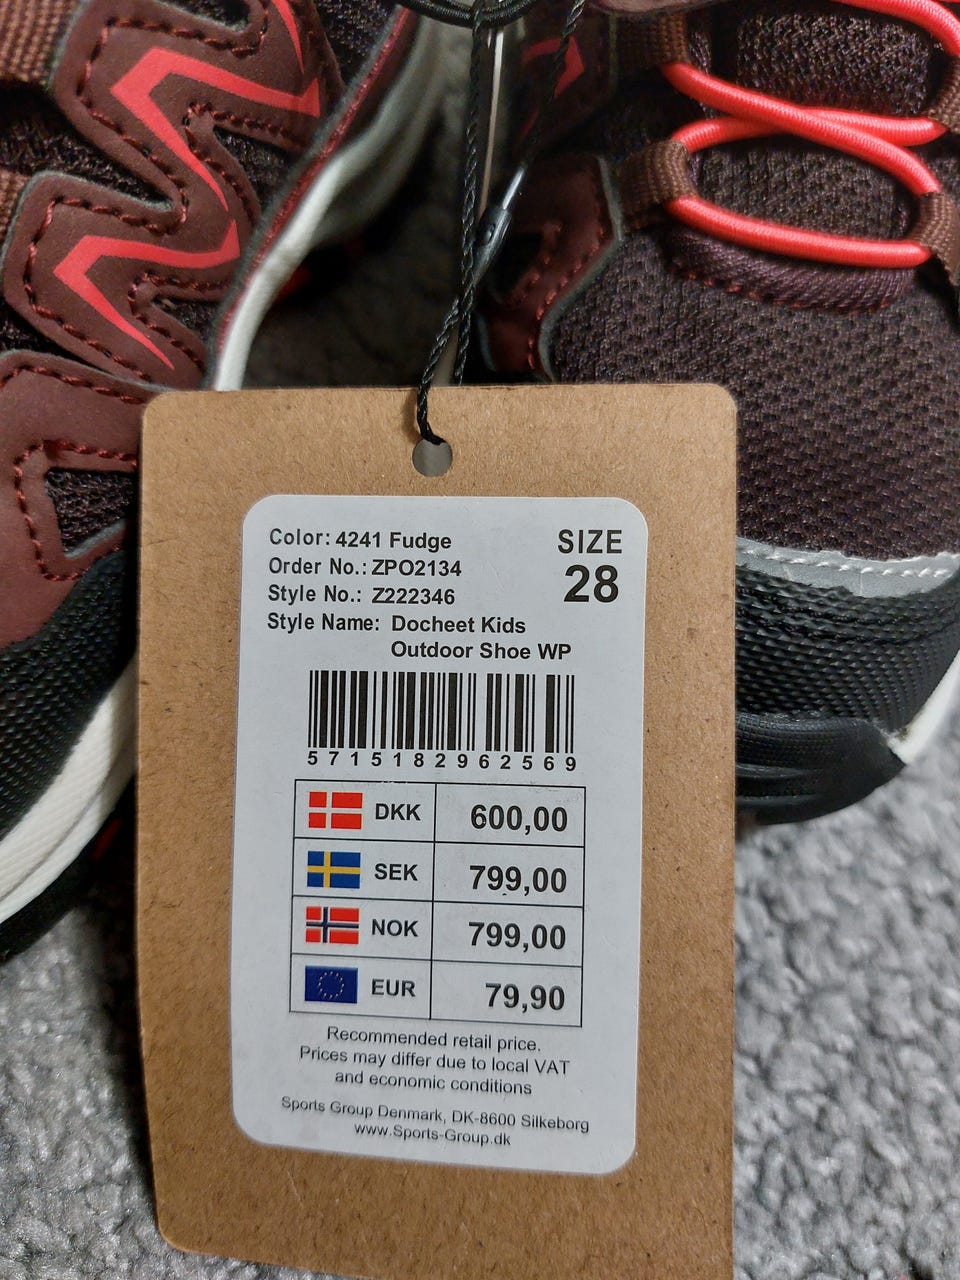 Color: 4241 Fudge
SIZE
28
Order No.: ZPO2134
Style No.: Z222346
Style Name: Docheet Kids
Outdoor Shoe WP
5715182962569
DKK 600,00
SEK 799,00
NOK 799,00
EUR 79,90
Recommended retail price.
Prices may differ due to local VAT
and economic conditions
Sports Group Denmark, DK-8600 Silkeborg
www.Sports-Group.dk